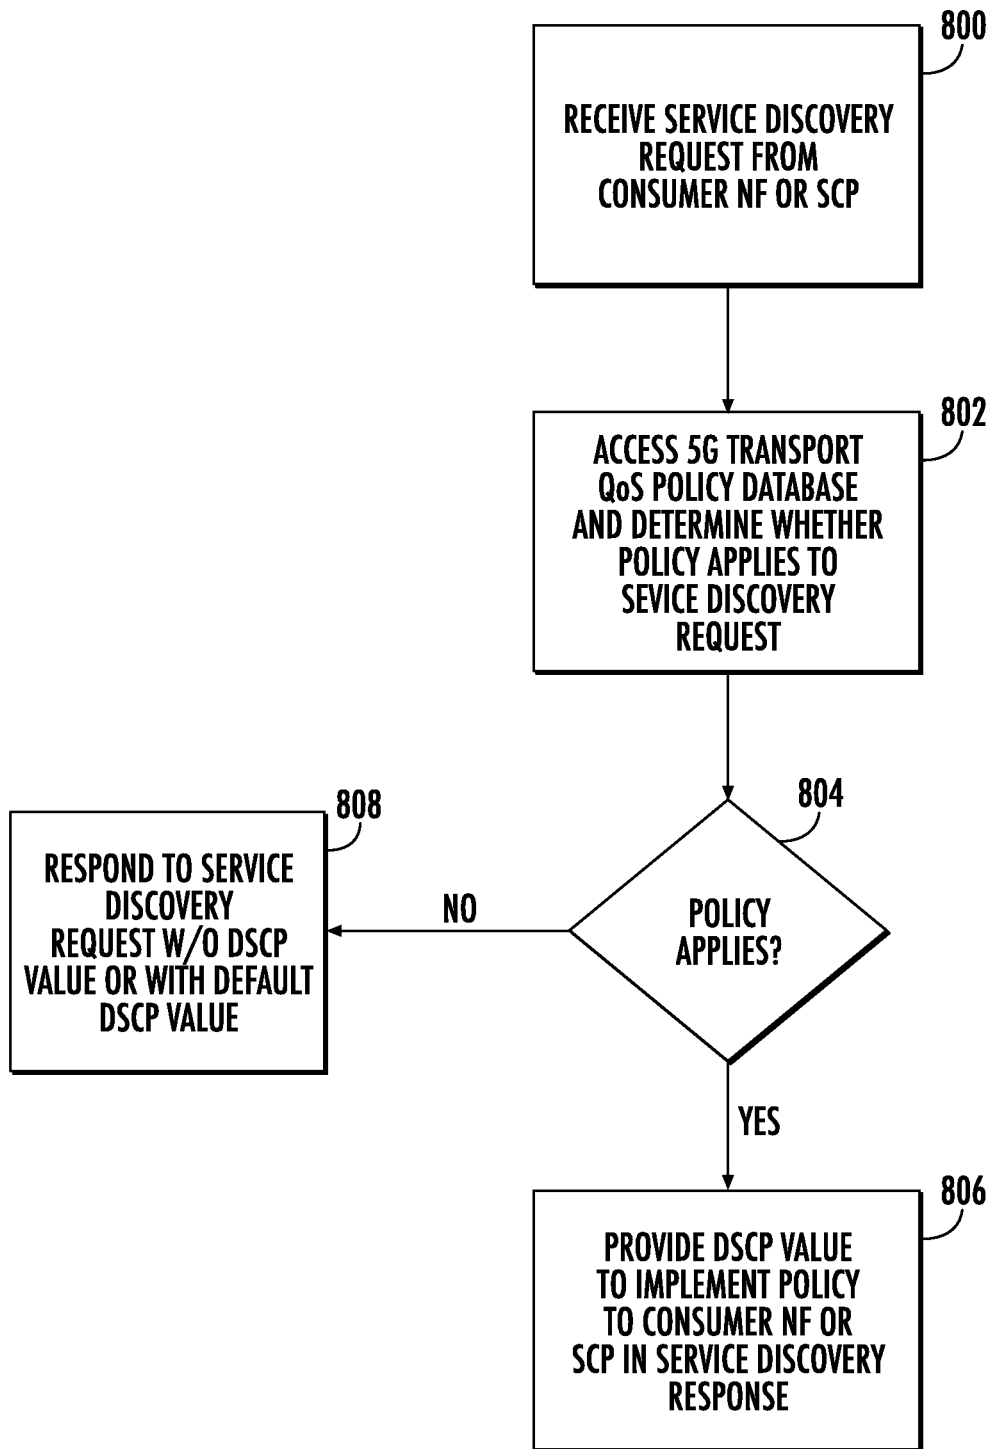 800
RECEIVE SERVICE DISCOVERY
REQUEST FROM
CONSUMER NF OR SCP
802
ACCESS 5G TRANSPORT
QoS POLICY DATABASE
AND DETERMINE WHETHER
POLICY APPLIES TO
SEVICE DISCOVERY
REQUEST
804
POLICY
APPLIES?
NO
808
RESPOND TO SERVICE
DISCOVERY
REQUEST W/O DSCP
VALUE OR WITH DEFAULT
DSCP VALUE
YES
806
PROVIDE DSCP VALUE
TO IMPLEMENT POLICY
TO CONSUMER NF OR
SCP IN SERVICE DISCOVERY
RESPONSE